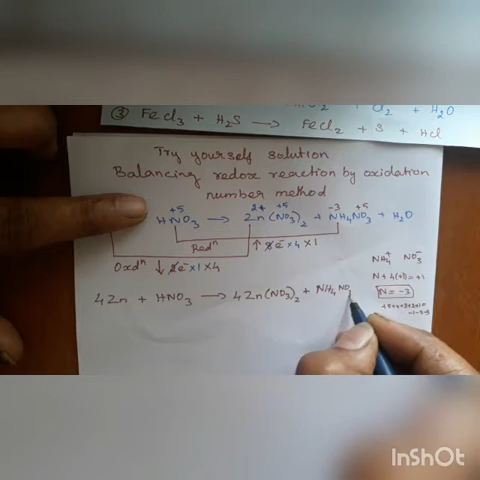 ③ FeCl₃ + H₂S ⟶ FeCl₂ + S + HCl
Try yourself solution
Balancing redox reaction by oxidation
number method
+5 2+ +5 -3 +5
HNO₃ ⟶ Zn(NO₃)₂ + NH₄NO₃ + H₂O
Redⁿ ↑ 8e⁻×4×1
Oxdⁿ ↓ 2e⁻×1×4
NH₄⁺ NO₃⁻
N + 4(+1) = +1
N = -3
4Zn + HNO₃ ⟶ 4Zn(NO₃)₂ + NH₄NO
InShOt